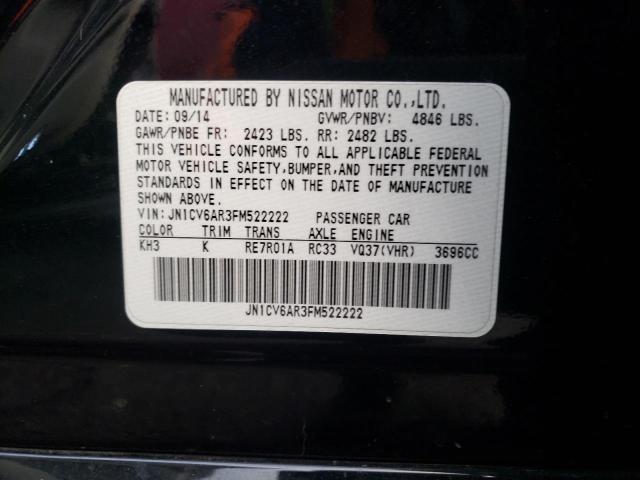 MANUFACTURED BY NISSAN MOTOR CO.,LTD.
DATE: 09/14 GVWR/PNBV: 4846 LBS.
GAWR/PNBE FR: 2423 LBS. RR: 2482 LBS.
THIS VEHICLE CONFORMS TO ALL APPLICABLE FEDERAL
MOTOR VEHICLE SAFETY, BUMPER, AND THEFT PREVENTION
STANDARDS IN EFFECT ON THE DATE OF MANUFACTURE
SHOWN ABOVE.
VIN: JN1CV6AR3FM522222 PASSENGER CAR
COLOR TRIM TRANS AXLE ENGINE
KH3 K RE7R01A RC33 VQ37(VHR) 3696CC
JN1CV6AR3FM522222